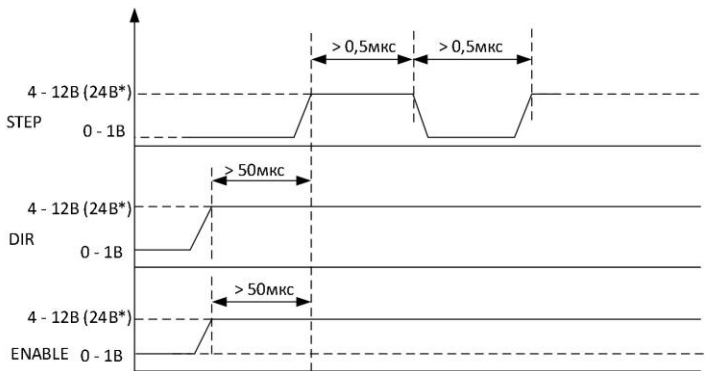 > 0,5мкс > 0,5мкс
4 - 12В (24В*)
STEP
0 - 1В
> 50мкс
4 - 12В (24В*)
DIR
0 - 1В
> 50мкс
4 - 12В (24В*)
ENABLE 0 - 1В